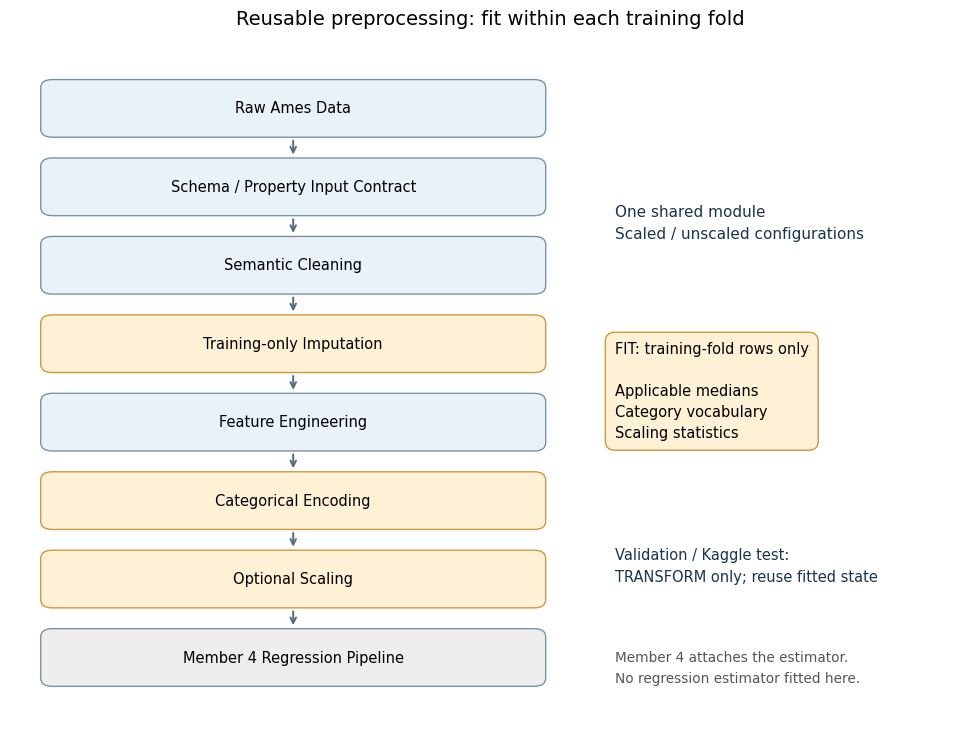 Reusable preprocessing: fit within each training fold
Raw Ames Data
Schema / Property Input Contract
Semantic Cleaning
Training-only Imputation
Feature Engineering
Categorical Encoding
Optional Scaling
Member 4 Regression Pipeline
One shared module
Scaled / unscaled configurations
FIT: training-fold rows only
Applicable medians
Category vocabulary
Scaling statistics
Validation / Kaggle test:
TRANSFORM only; reuse fitted state
Member 4 attaches the estimator.
No regression estimator fitted here.